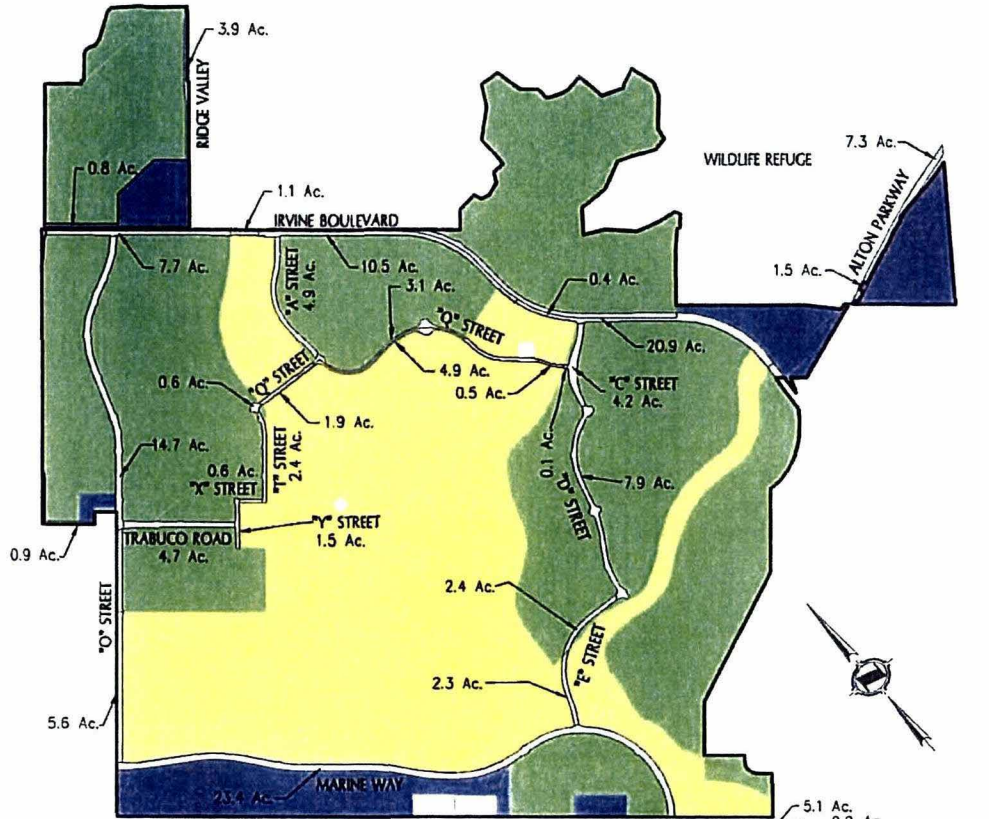 3.9 Ac.
RIDGE VALLEY
WILDLIFE REFUGE
7.3 Ac.
0.8 Ac.
1.1 Ac.
IRVINE BOULEVARD
ALTON PARKWAY
1.5 Ac.
7.7 Ac.
"A" STREET
4.9 Ac.
10.5 Ac.
3.1 Ac.
0.4 Ac.
"Q" STREET
20.9 Ac.
4.9 Ac.
0.5 Ac.
"C" STREET
4.2 Ac.
0.6 Ac.
"Q" STREET
1.9 Ac.
14.7 Ac.
0.6 Ac.
"X" STREET
"T" STREET
2.4 Ac.
0.1 Ac.
"D" STREET
7.9 Ac.
"Y" STREET
1.5 Ac.
TRABUCO ROAD
4.7 Ac.
0.9 Ac.
2.4 Ac.
"O" STREET
"E" STREET
2.3 Ac.
5.6 Ac.
MARINE WAY
23.4 Ac.
5.1 Ac.